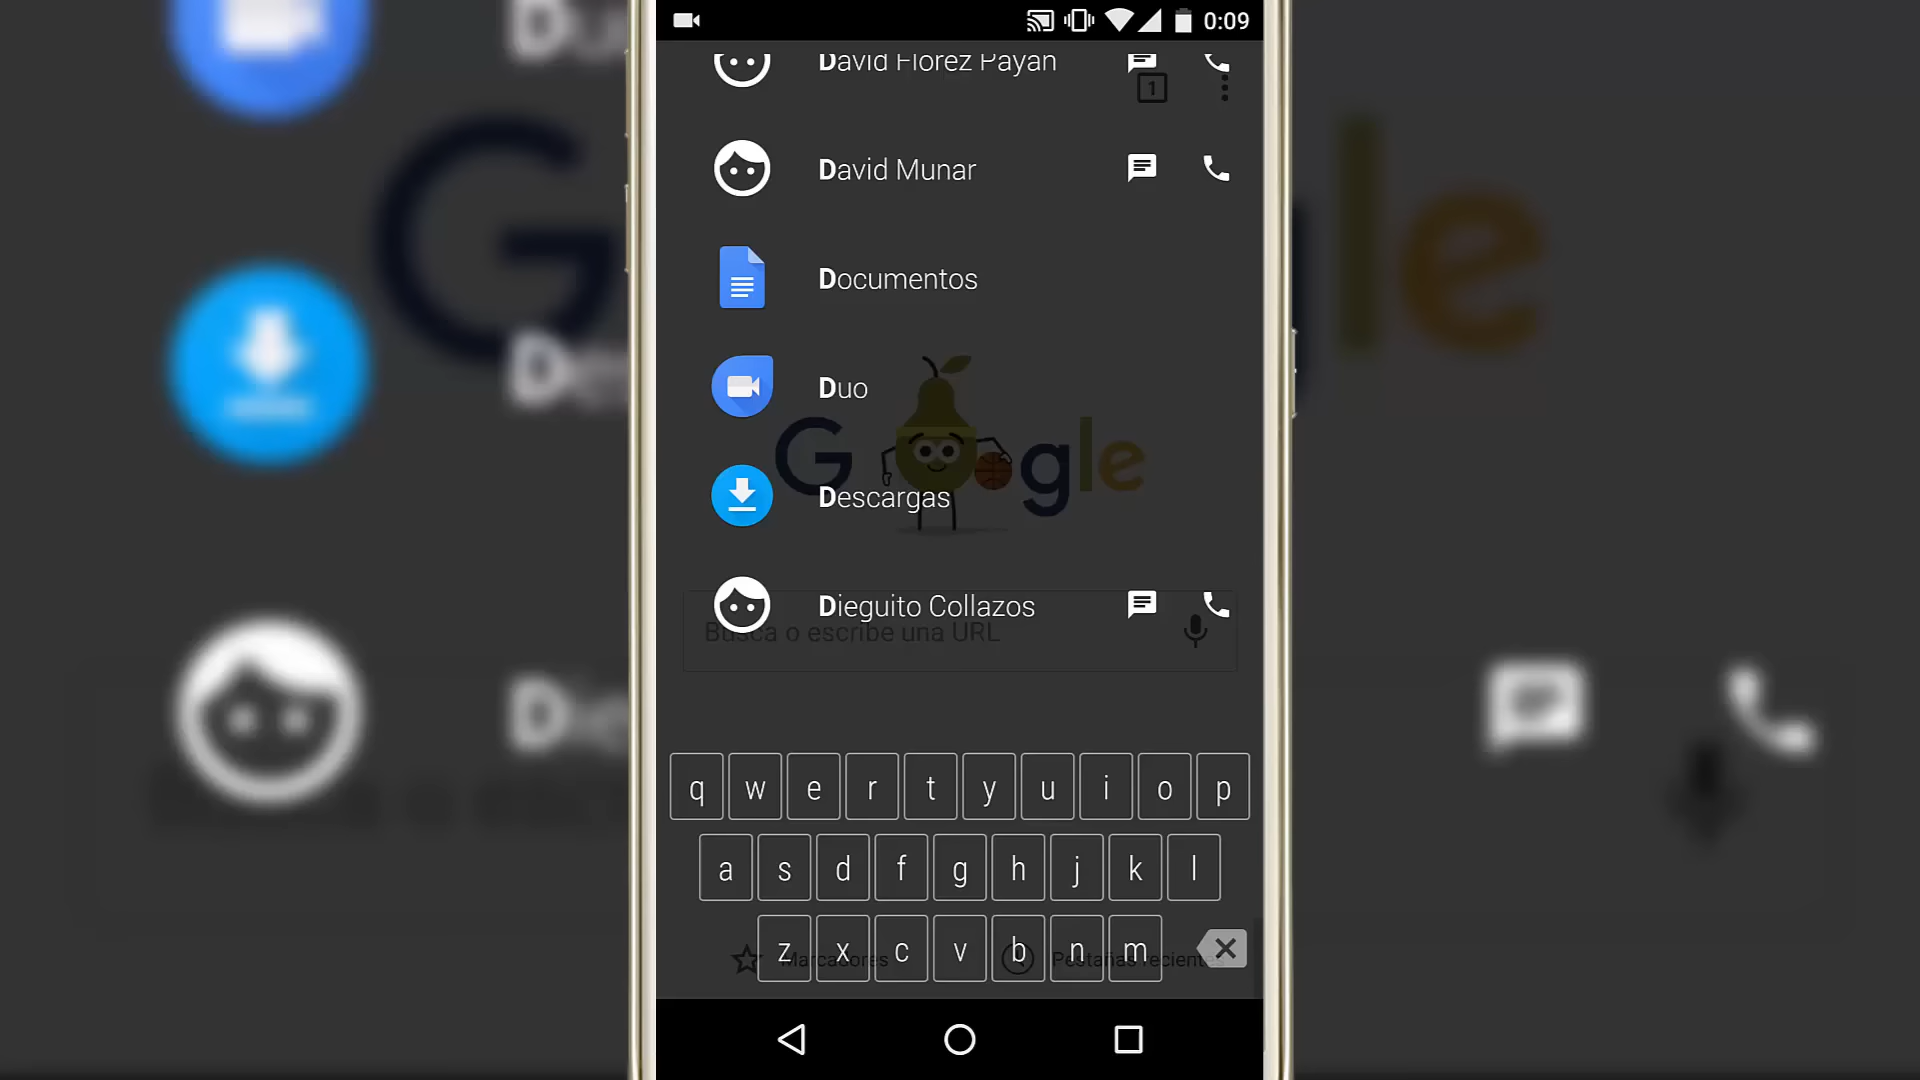 0:09
David Florez Payan
1
David Munar
Documentos
Duo
Google
Descargas
Dieguito Collazos
Busca o escribe una URL
q w e r t y u i o p
a s d f g h j k l
z x c v b n m
Marcadores
Pestañas recientes